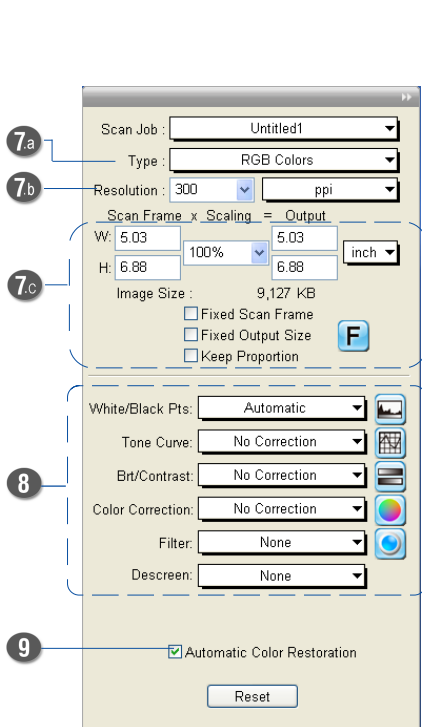 Scan Job : Untitled1
7.a Type : RGB Colors
7.b Resolution : 300 ppi
Scan Frame x Scaling = Output
W: 5.03 100% 5.03 inch
H: 6.88 6.88
7.c Image Size : 9,127 KB
Fixed Scan Frame
Fixed Output Size F
Keep Proportion
White/Black Pts: Automatic
Tone Curve: No Correction
8 Brt/Contrast: No Correction
Color Correction: No Correction
Filter: None
Descreen: None
9 Automatic Color Restoration
Reset